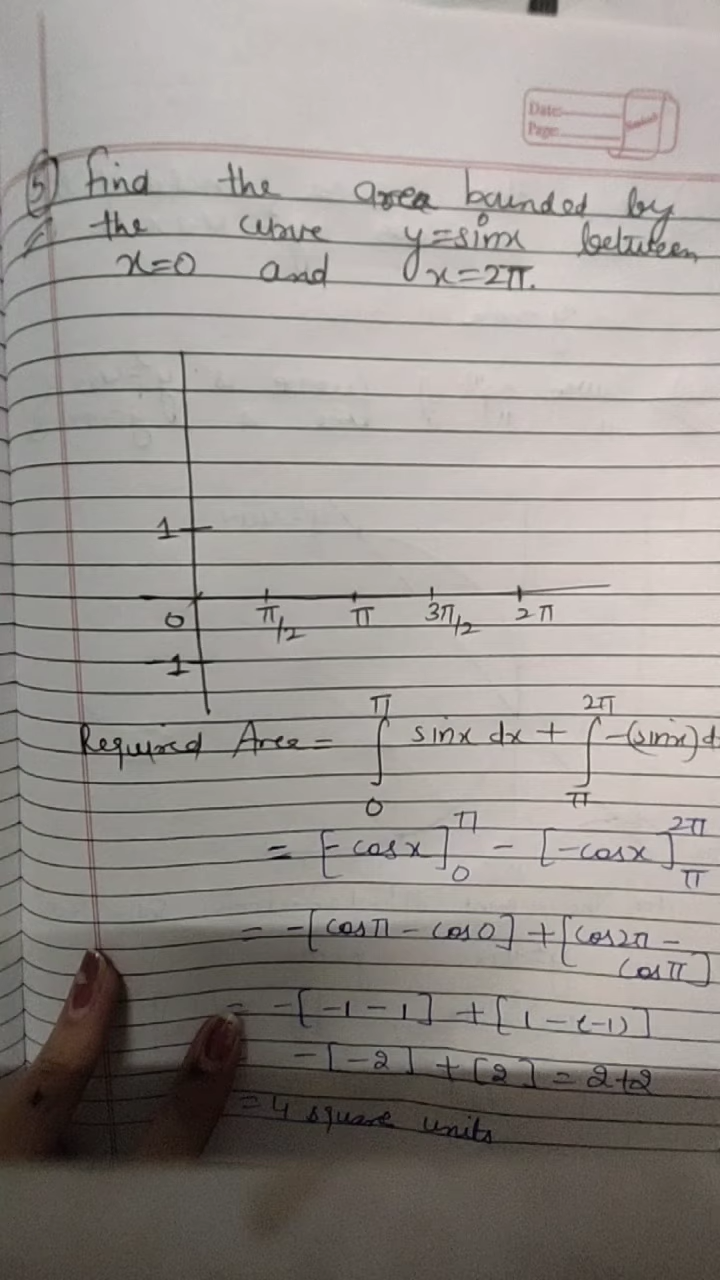 Date:
Page:
5) find the area bounded by
the curve y=sinx between
x=0 and x=2π.
1
0 π/2 π 3π/2 2π
1
Required Area = ∫₀^π sinx dx + ∫_π^2π -(sinx)d
= [-cosx]₀^π - [-cosx]_π^2π
= -[cosπ - cos0] + [cos2π -
cosπ]
= -[-1-1] + [1-(-1)]
-[-2] + [2] = 2+2
= 4 square units